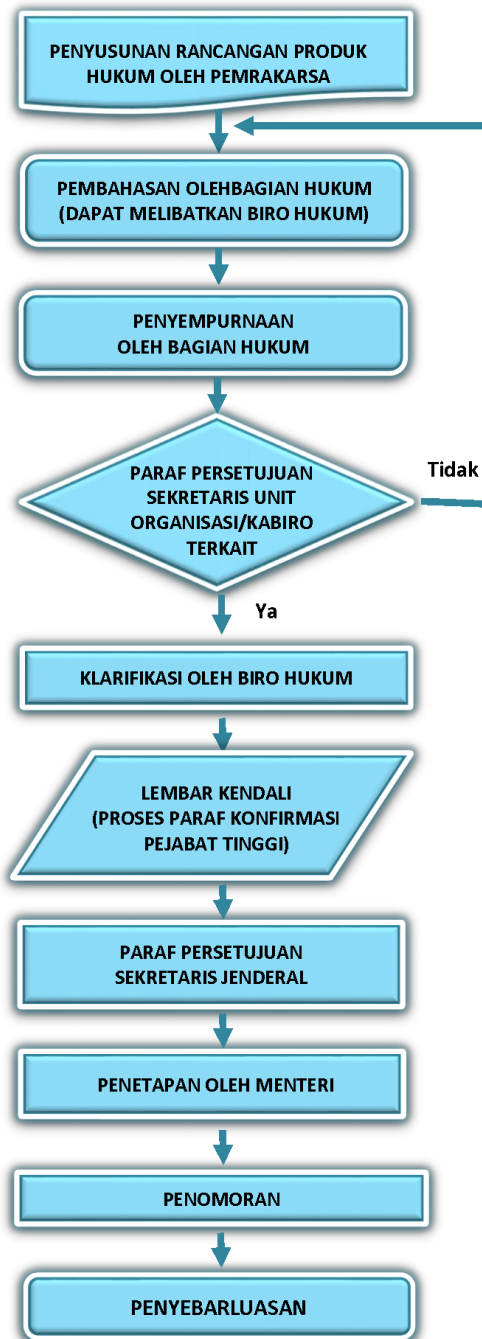 PENYUSUNAN RANCANGAN PRODUK
HUKUM OLEH PEMRAKARSA
PEMBAHASAN OLEHBAGIAN HUKUM
(DAPAT MELIBATKAN BIRO HUKUM)
PENYEMPURNAAN
OLEH BAGIAN HUKUM
PARAF PERSETUJUAN
SEKRETARIS UNIT
ORGANISASI/KABIRO
TERKAIT
Tidak
Ya
KLARIFIKASI OLEH BIRO HUKUM
LEMBAR KENDALI
(PROSES PARAF KONFIRMASI
PEJABAT TINGGI)
PARAF PERSETUJUAN
SEKRETARIS JENDERAL
PENETAPAN OLEH MENTERI
PENOMORAN
PENYEBARLUASAN